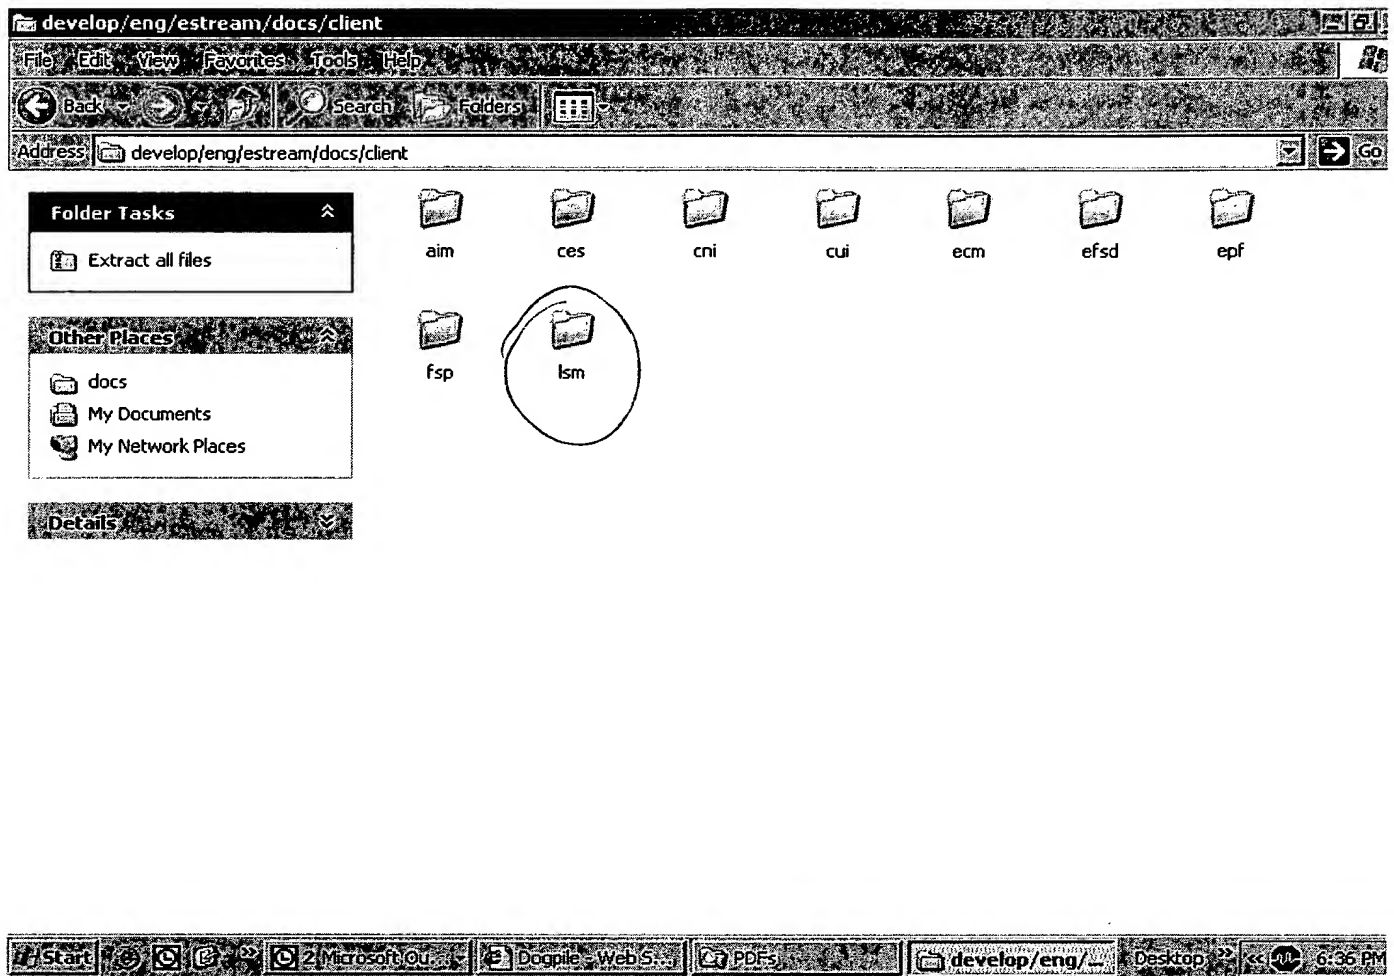 develop/eng/estream/docs/client
File Edit View Favorites Tools Help
Back Search Folders
Address develop/eng/estream/docs/client Go
Folder Tasks
Extract all files
Other Places
docs
My Documents
My Network Places
Details
aim ces cni cui ecm efsd epf
fsp lsm
Start 2 Microsoft Ou... Dogpile - Web S... PDFs develop/eng/... Desktop 6:36 PM